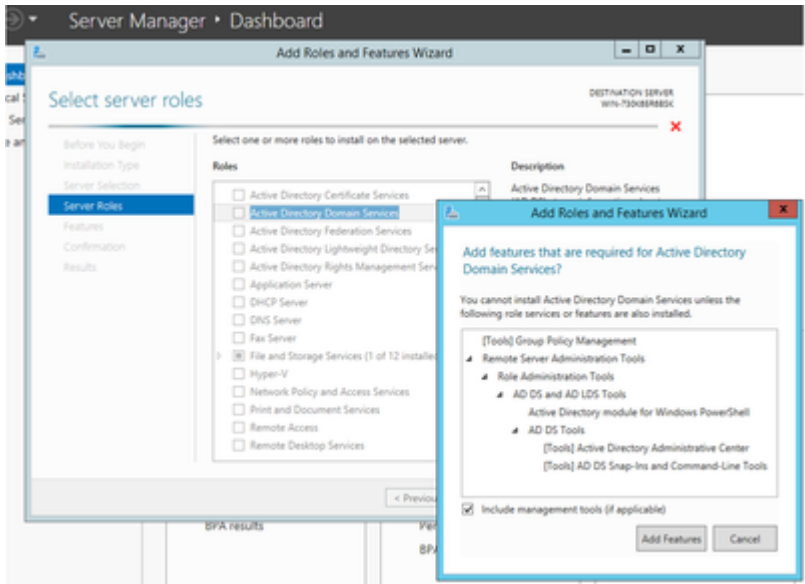 Server Manager • Dashboard
Add Roles and Features Wizard
Select server roles
DESTINATION SERVER
Before You Begin
Installation Type
Server Selection
Server Roles
Features
Confirmation
Results
Select one or more roles to install on the selected server.
Roles
Active Directory Certificate Services
Active Directory Domain Services
Active Directory Federation Services
Active Directory Lightweight Directory Ser
Active Directory Rights Management Serv
Application Server
DHCP Server
DNS Server
Fax Server
File and Storage Services (1 of 12 installed
Hyper-V
Network Policy and Access Services
Print and Document Services
Remote Access
Remote Desktop Services
Description
Active Directory Domain Services
< Previou
BPA results
Add Roles and Features Wizard
Add features that are required for Active Directory
Domain Services?
You cannot install Active Directory Domain Services unless the
following role services or features are also installed.
[Tools] Group Policy Management
Remote Server Administration Tools
Role Administration Tools
AD DS and AD LDS Tools
Active Directory module for Windows PowerShell
AD DS Tools
[Tools] Active Directory Administrative Center
[Tools] AD DS Snap-Ins and Command-Line Tools
Include management tools (if applicable)
Add Features
Cancel